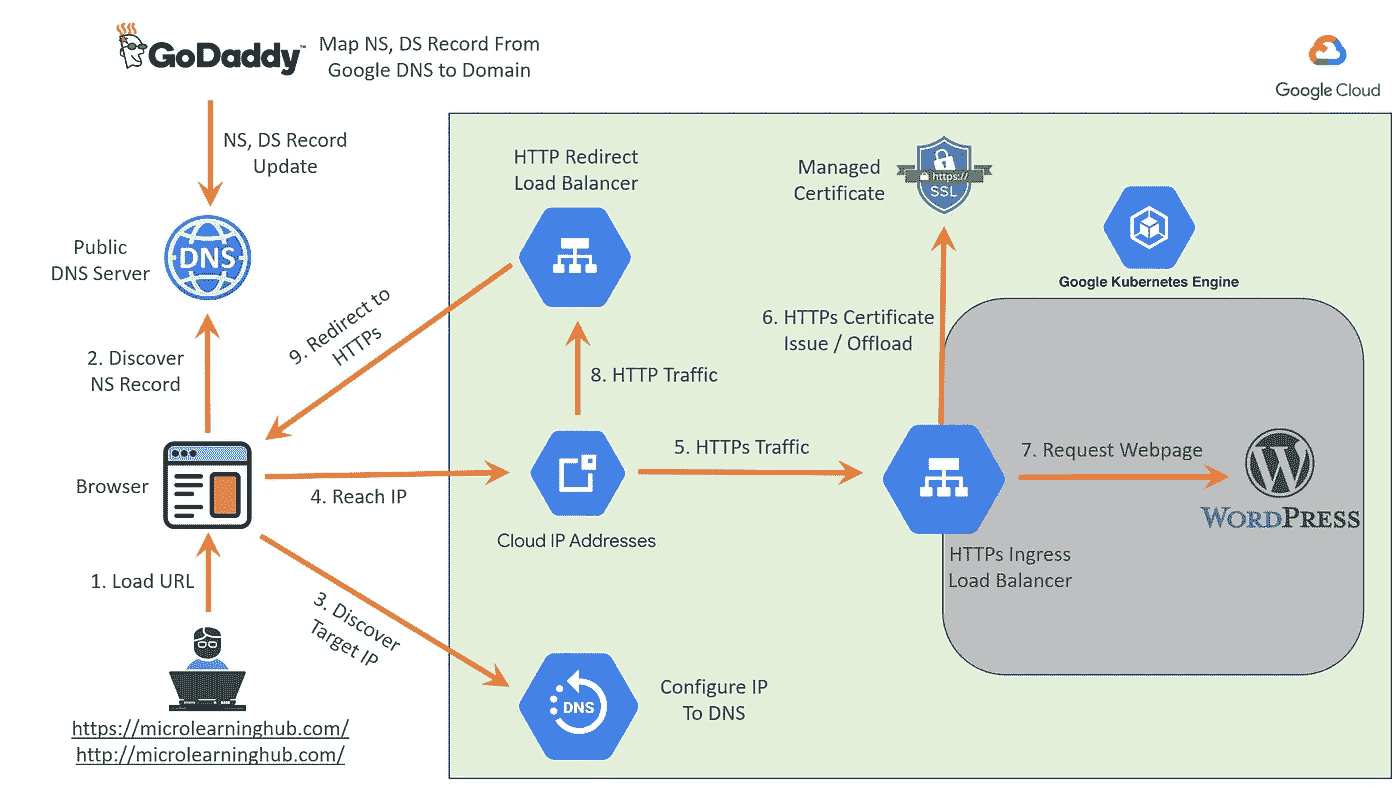 GoDaddy™
Map NS, DS Record From
Google DNS to Domain
Google Cloud
NS, DS Record
Update
HTTP Redirect
Load Balancer
Managed
Certificate
https://
SSL
Public
DNS Server
DNS
Google Kubernetes Engine
9. Redirect to
HTTPs
6. HTTPs Certificate
Issue / Offload
2. Discover
NS Record
8. HTTP Traffic
5. HTTPs Traffic
7. Request Webpage
Browser
4. Reach IP
WORDPRESS
Cloud IP Addresses
HTTPs Ingress
Load Balancer
1. Load URL
3. Discover
Target IP
DNS
Configure IP
To DNS
https://microlearninghub.com/
http://microlearninghub.com/